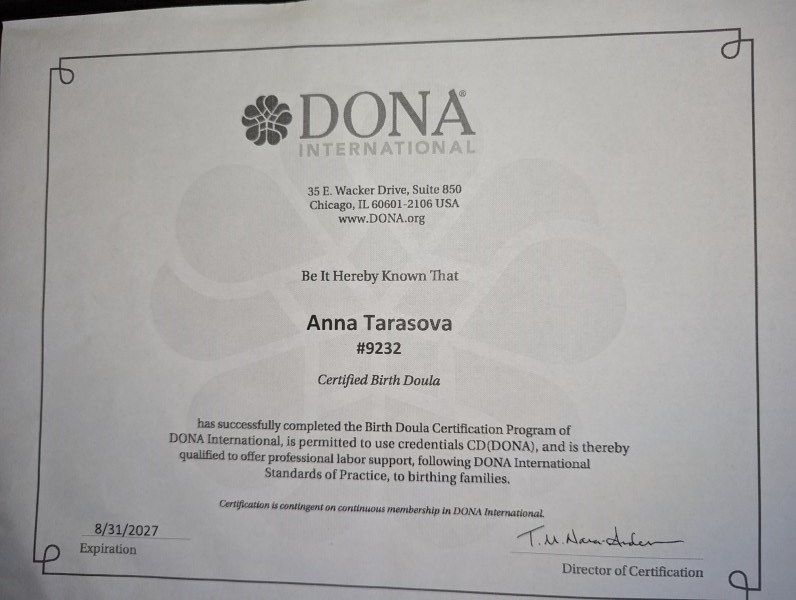 DONA®
INTERNATIONAL
35 E. Wacker Drive, Suite 850
Chicago, IL 60601-2106 USA
www.DONA.org
Be It Hereby Known That
Anna Tarasova
#9232
Certified Birth Doula
has successfully completed the Birth Doula Certification Program of
DONA International, is permitted to use credentials CD(DONA), and is thereby
qualified to offer professional labor support, following DONA International
Standards of Practice, to birthing families.
Certification is contingent on continuous membership in DONA International.
8/31/2027
Expiration
Director of Certification